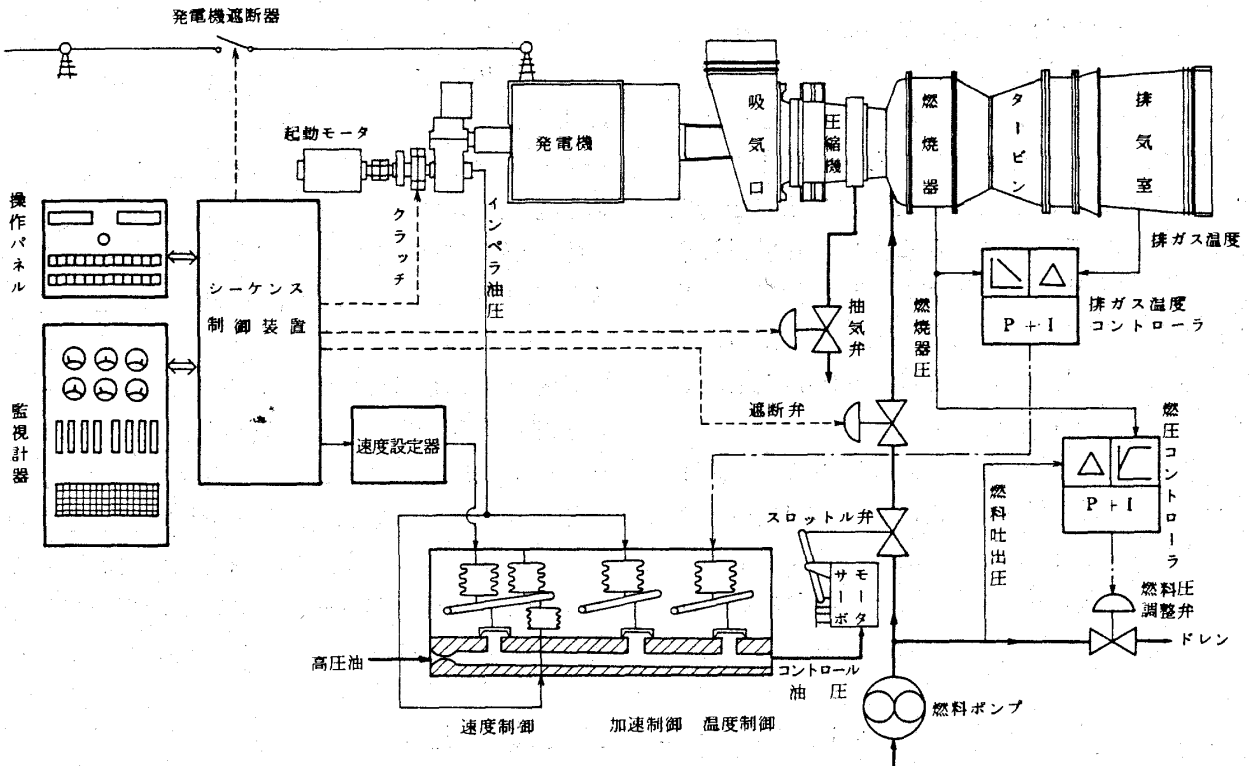 発電機遮断器
起動モータ
発電機
吸気口
圧縮機
燃焼器
タービン
排気室
操作パネル
シーケンス
制御装置
クラッチ
インペラ油圧
抽気弁
燃焼器圧
排ガス温度
P+I
排ガス温度
コントローラ
監視計器
速度設定器
遮断弁
スロットル弁
燃料吐出圧
P+I
燃圧コントローラ
サーボ
モータ
燃料圧
調整弁
ドレン
高圧油
コントロール
油圧
速度制御
加速制御
温度制御
燃料ポンプ